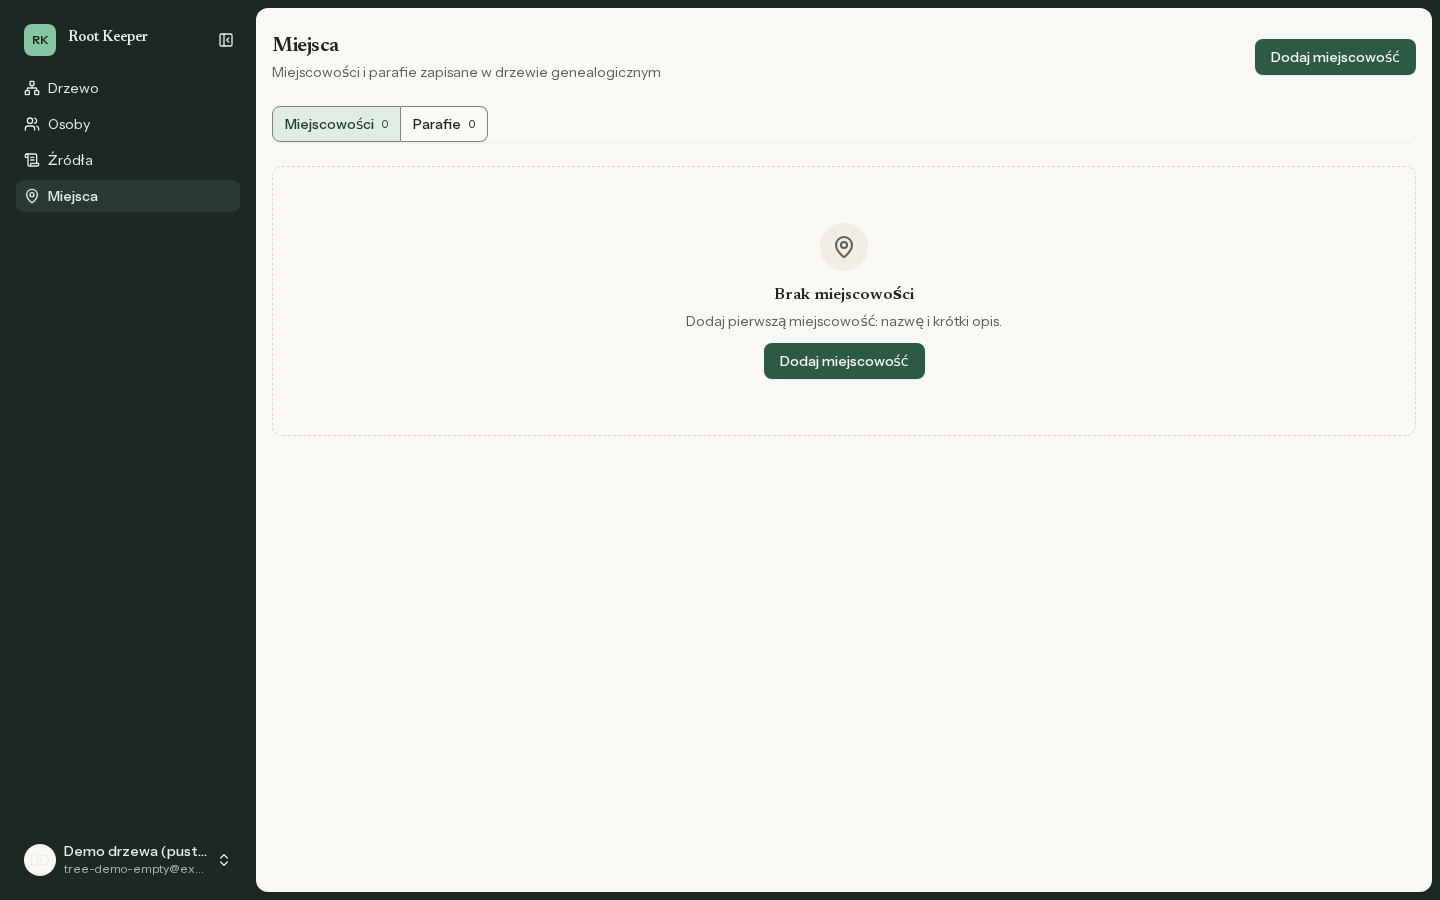 RK
Root Keeper
Drzewo
Osoby
Źródła
Miejsca
Demo drzewa (pust...
tree-demo-empty@ex...
DD
Miejsca
Miejscowości i parafie zapisane w drzewie genealogicznym
Dodaj miejscowość
Miejscowości 0
Parafie 0
Brak miejscowości
Dodaj pierwszą miejscowość: nazwę i krótki opis.
Dodaj miejscowość